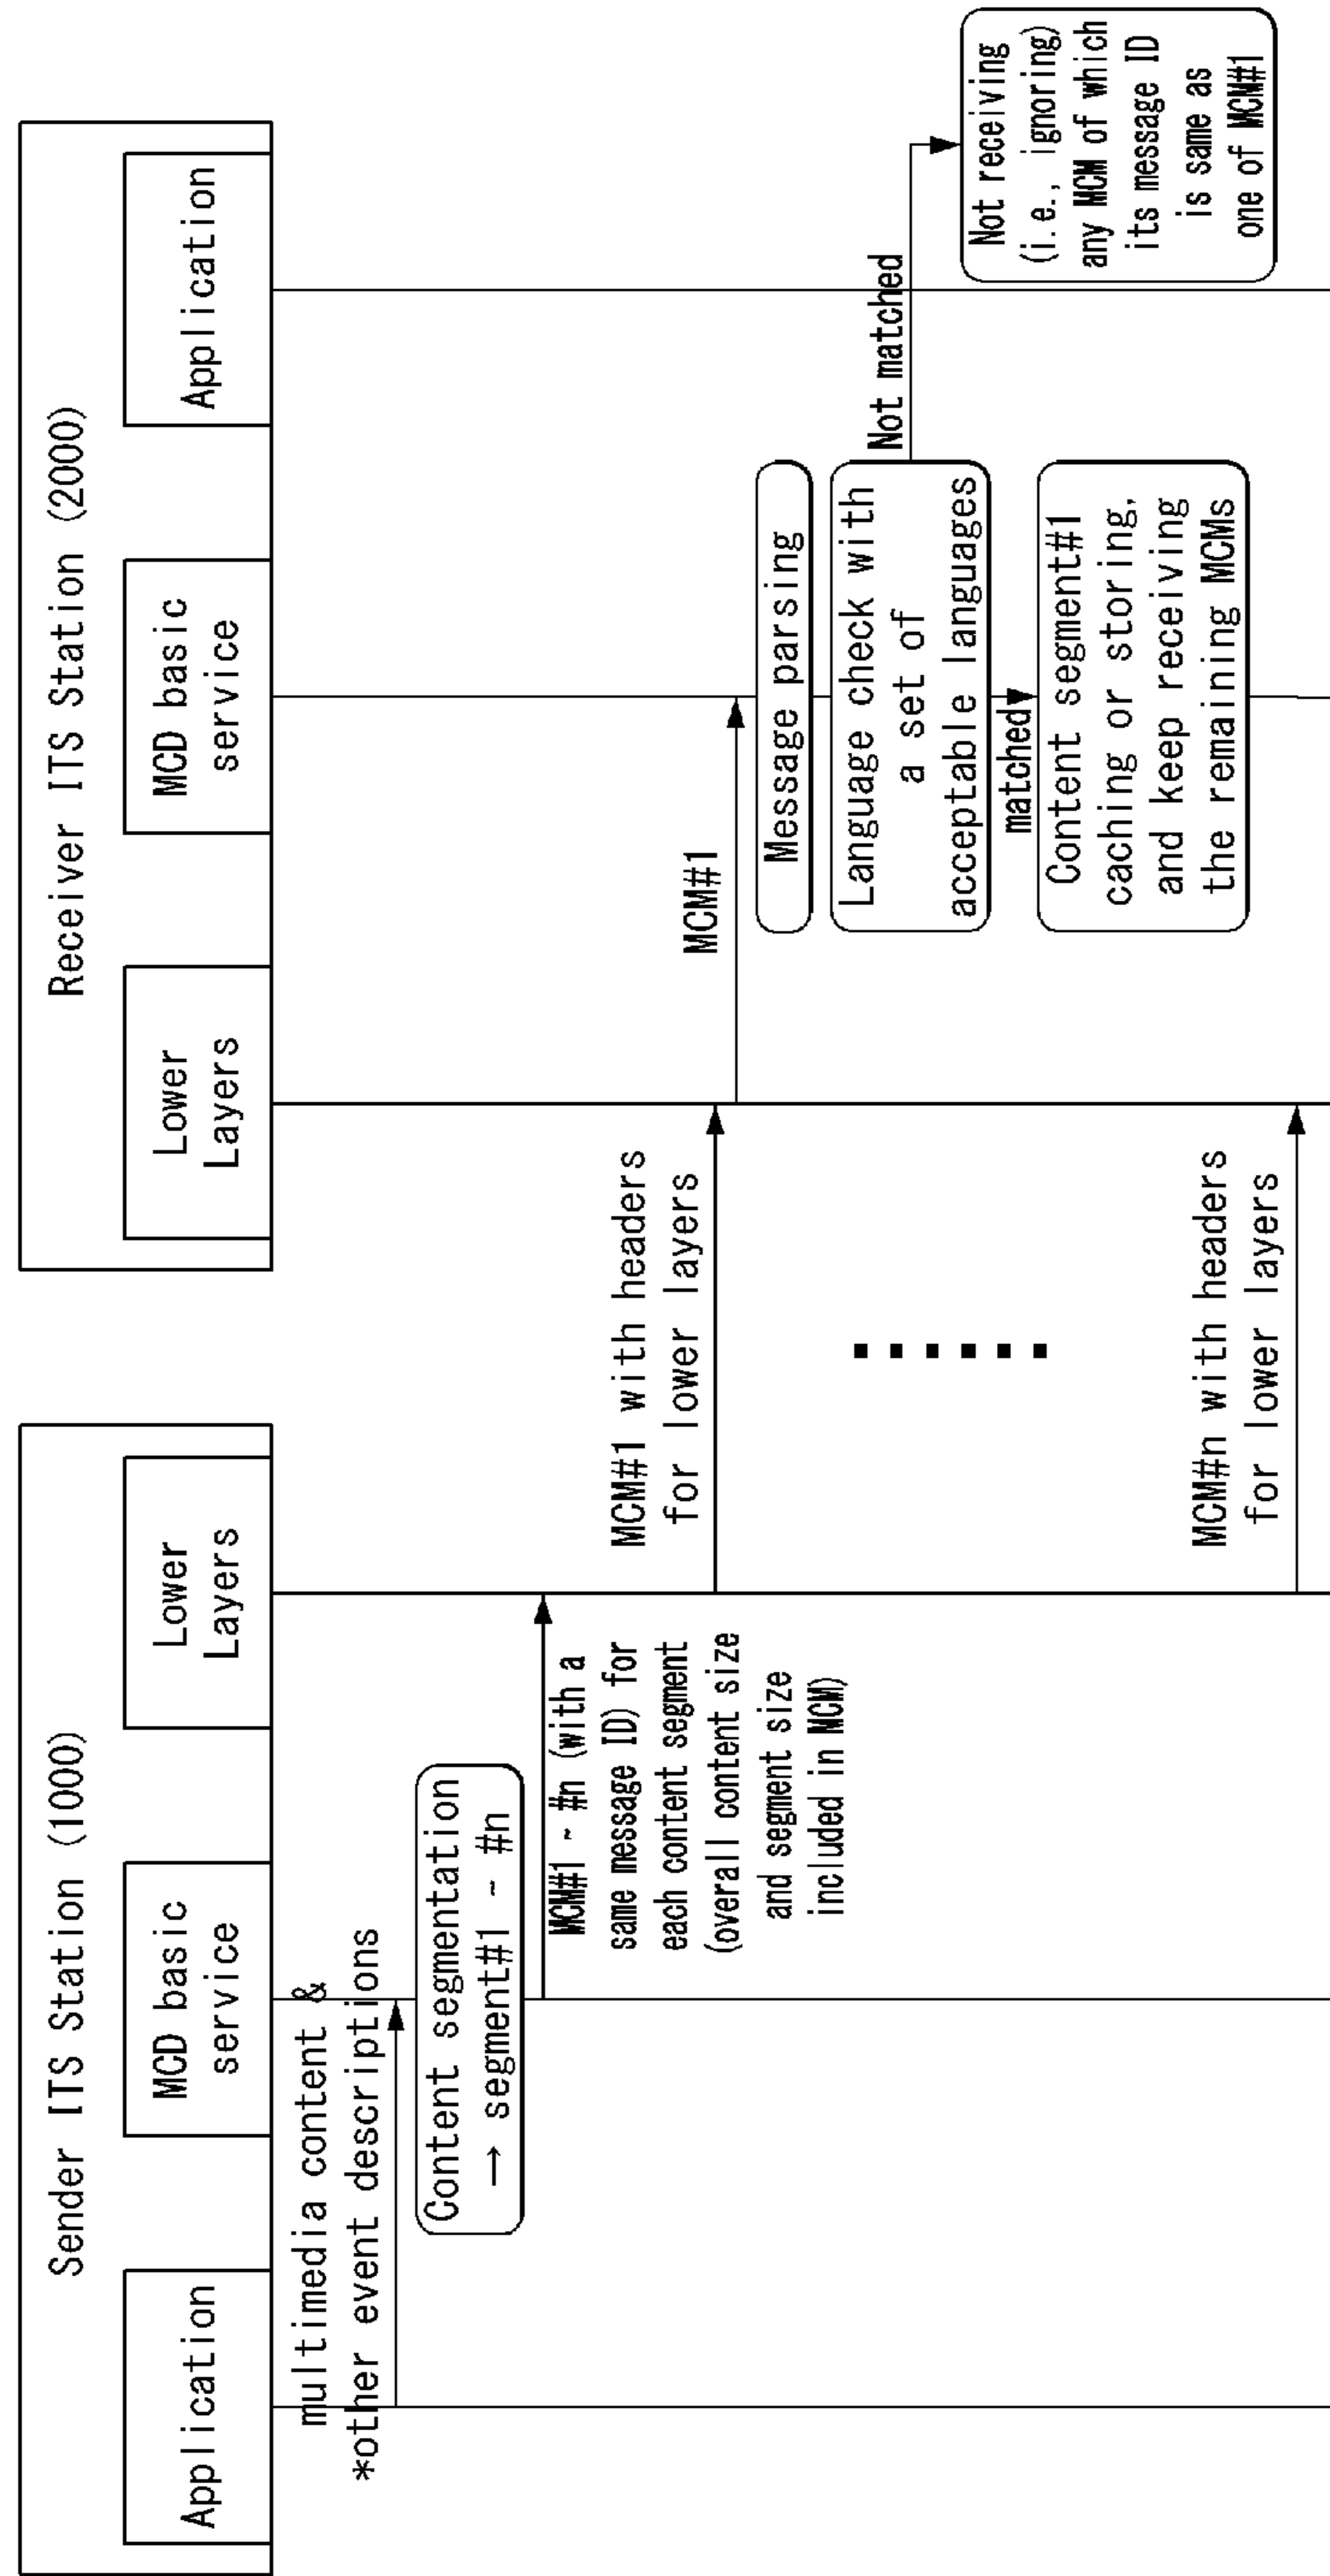 Sender ITS Station (1000)
Application
MCD basic
service
Lower
Layers
Receiver ITS Station (2000)
Lower
Layers
MCD basic
service
Application
multimedia content &
*other event descriptions
Content segmentation
→ segment#1 ~ #n
MCM#1 ~ #n (with a
same message ID) for
each content segment
(overall content size
and segment size
included in MCM)
MCM#1 with headers
for lower layers
MCM#1
Message parsing
Language check with
a set of
acceptable languages
Not matched
Not receiving
(i.e., ignoring)
any MCM of which
its message ID
is same as
one of MCM#1
matched
Content segment#1
caching or storing,
and keep receiving
the remaining MCMs
MCM#n with headers
for lower layers